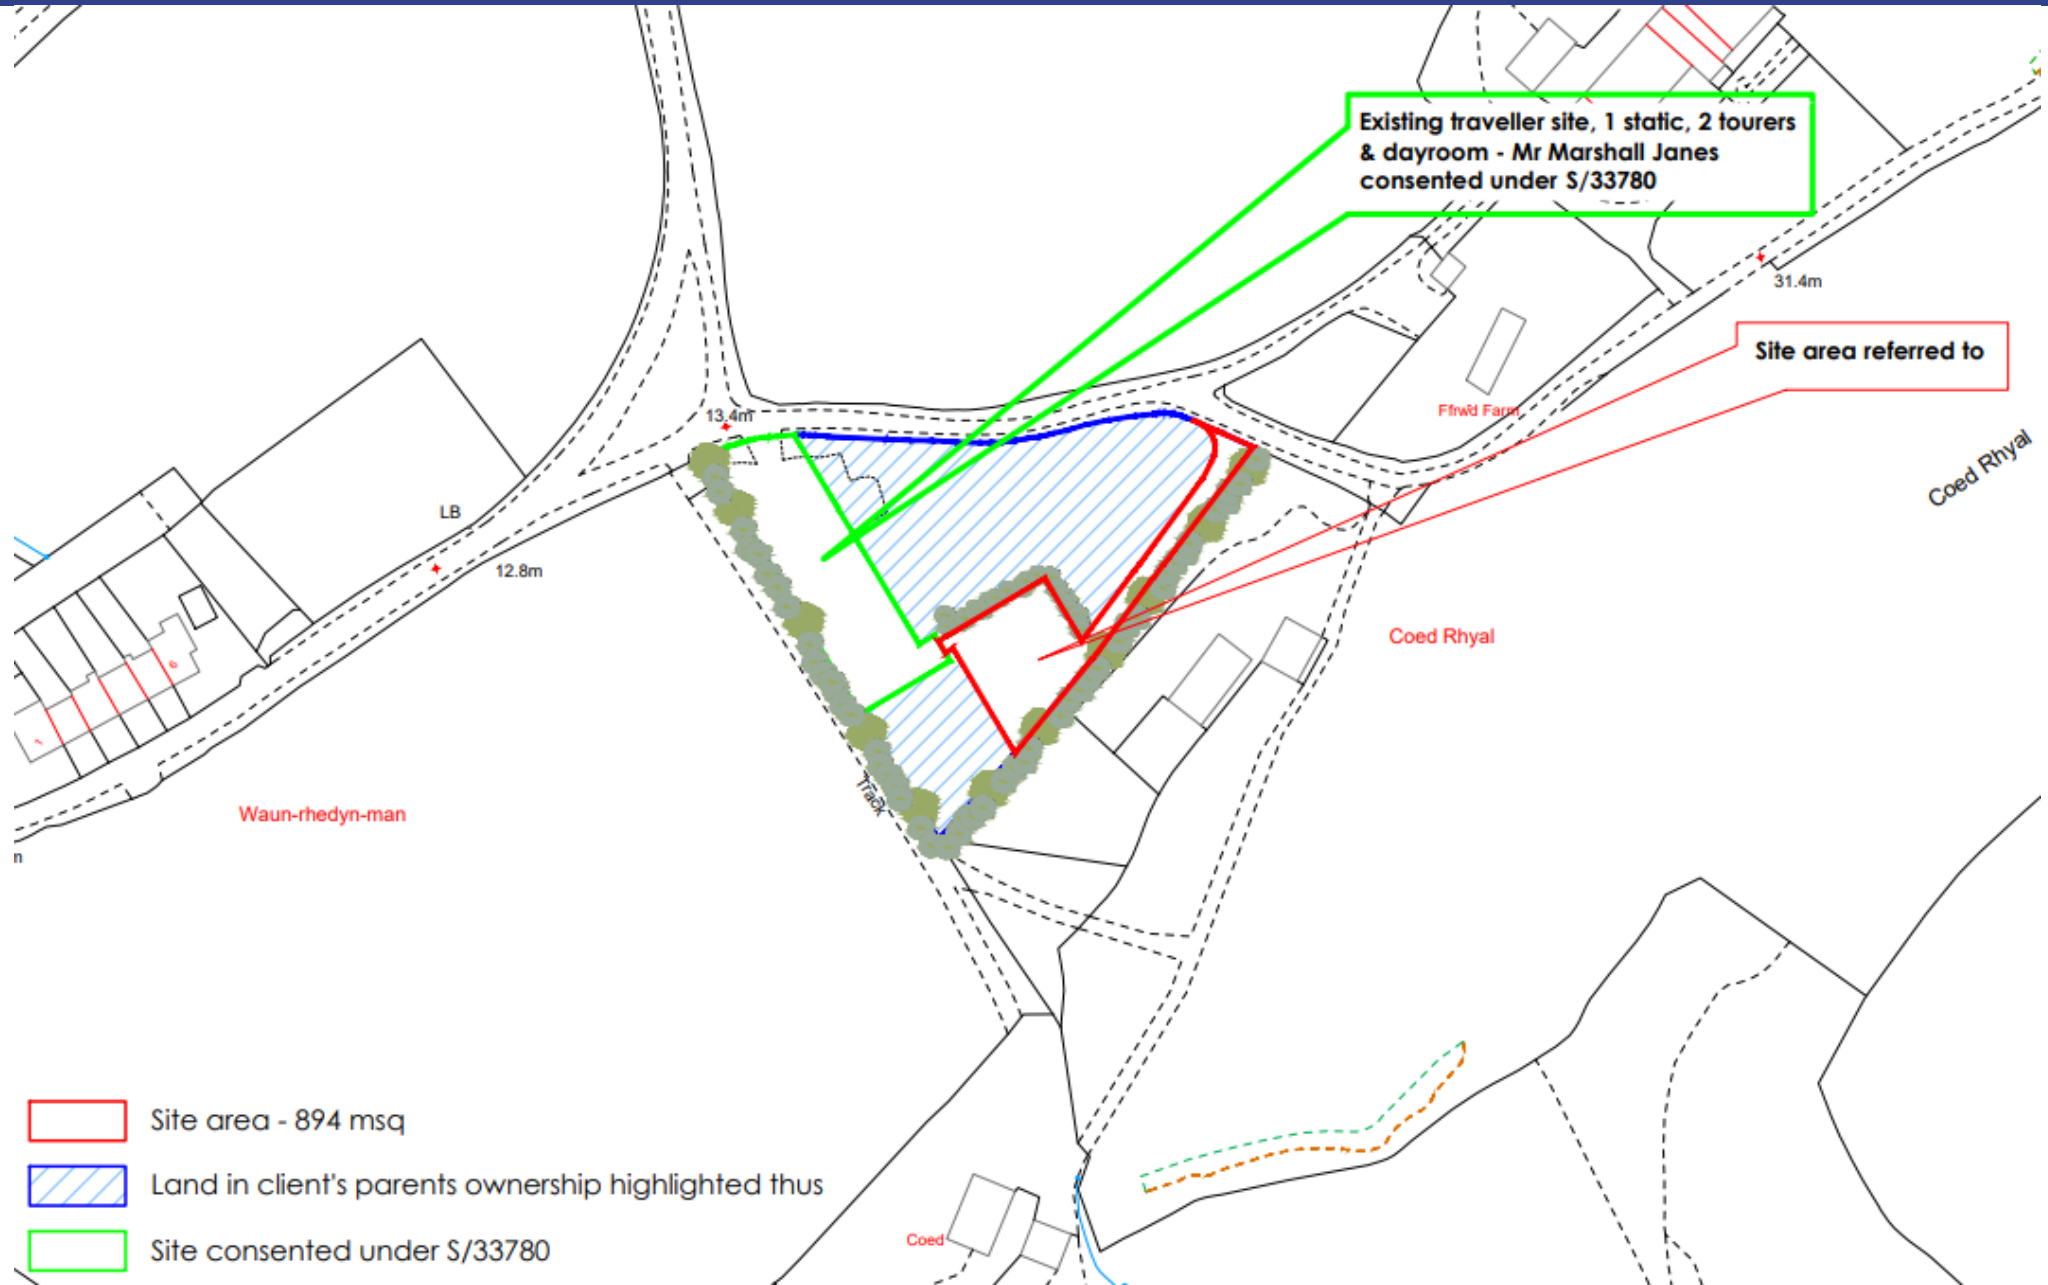 Existing traveller site, 1 static, 2 tourers
& dayroom - Mr Marshall Janes
consented under S/33780
31.4m
Site area referred to
Ffrwd Farm
13.4m
Coed Rhyal
LB
12.8m
Coed Rhyal
6
1
Track
Waun-rhedyn-man
m
Site area - 894 msq
Land in client's parents ownership highlighted thus
Coed
Site consented under S/33780